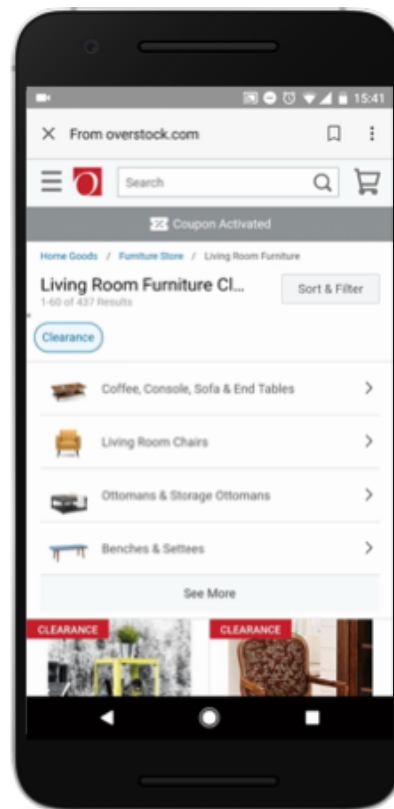 15:41
From overstock.com
Search
Coupon Activated
Home Goods / Furniture Store / Living Room Furniture
Living Room Furniture Cl...
Sort & Filter
1-60 of 437 Results
Clearance
Coffee, Console, Sofa & End Tables
Living Room Chairs
Ottomans & Storage Ottomans
Benches & Settees
See More
CLEARANCE
CLEARANCE